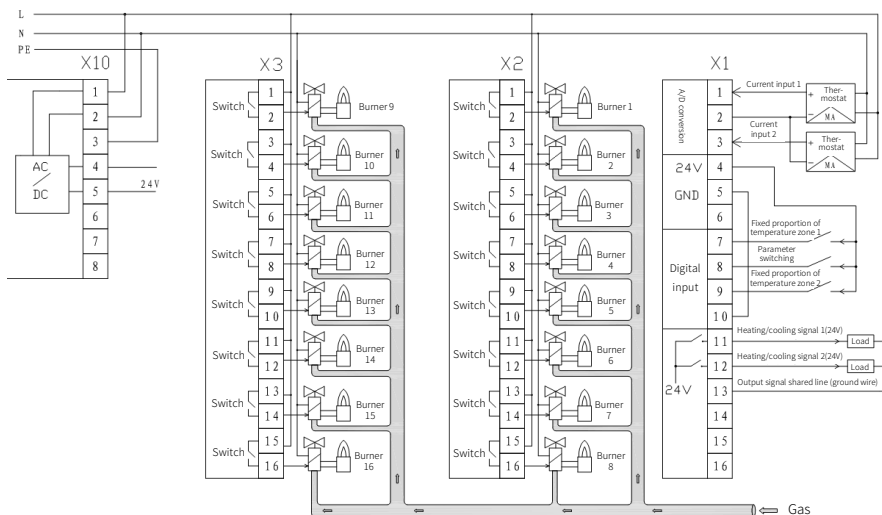 L
N
PE
X10
1
2
3
4
5
6
7
8
AC
DC
24V
X3
1
2
3
4
5
6
7
8
9
10
11
12
13
14
15
16
Switch
Switch
Switch
Switch
Switch
Switch
Switch
Switch
Burner 9
Burner
10
Burner
11
Burner
12
Burner
13
Burner
14
Burner
15
Burner
16
X2
1
2
3
4
5
6
7
8
9
10
11
12
13
14
15
16
Switch
Switch
Switch
Switch
Switch
Switch
Switch
Switch
Burner 1
Burner
2
Burner
3
Burner
4
Burner
5
Burner
6
Burner
7
Burner
8
X1
A/D conversion
24V
GND
Digital
input
24V
1
2
3
4
5
6
7
8
9
10
11
12
13
14
15
16
Current input 1
Current
input 2
+
Ther-
mostat
−
MA
+
Ther-
mostat
−
MA
Fixed proportion of
temperature zone 1
Parameter
switching
Fixed proportion of
temperature zone 2
Heating/cooling signal 1(24V)
Load
Heating/cooling signal 2(24V)
Load
Output signal shared line (ground wire)
Gas